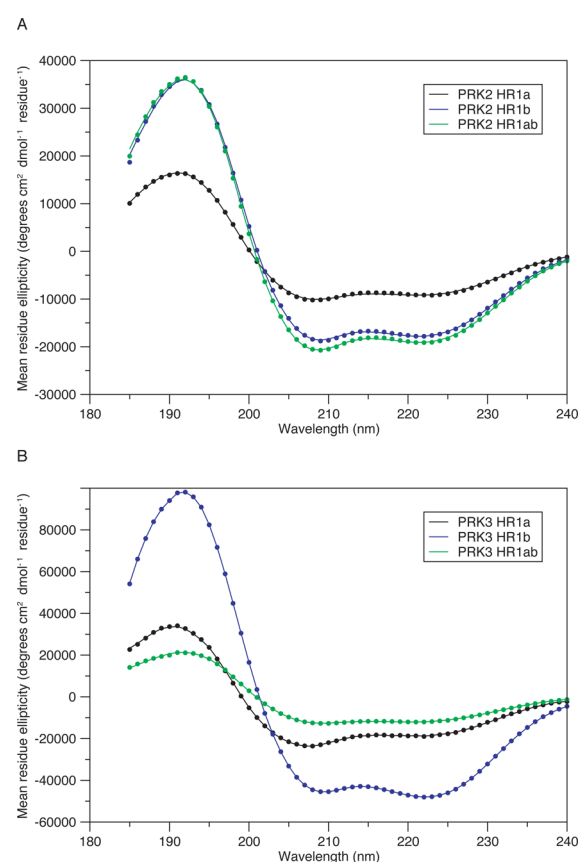 A
Mean residue ellipticity (degrees cm² dmol⁻¹ residue⁻¹)
40000
30000
20000
10000
0
-10000
-20000
-30000
PRK2 HR1a
PRK2 HR1b
PRK2 HR1ab
180 190 200 210 220 230 240
Wavelength (nm)
B
Mean residue ellipticity (degrees cm² dmol⁻¹ residue⁻¹)
80000
60000
40000
20000
0
-20000
-40000
-60000
PRK3 HR1a
PRK3 HR1b
PRK3 HR1ab
180 190 200 210 220 230 240
Wavelength (nm)